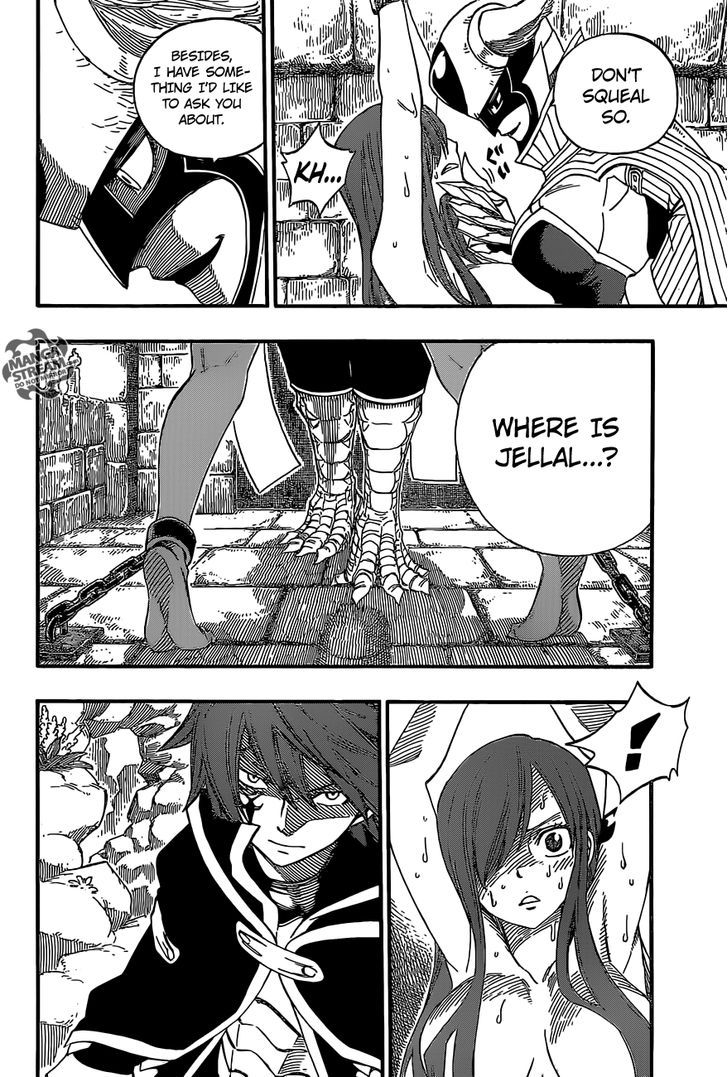 DON'T
SQUEAL
SO.
KH...
BESIDES,
I HAVE SOME-
THING I'D LIKE
TO ASK YOU
ABOUT.
MANGA
STREAM
WHERE IS
JELLAL...?
!